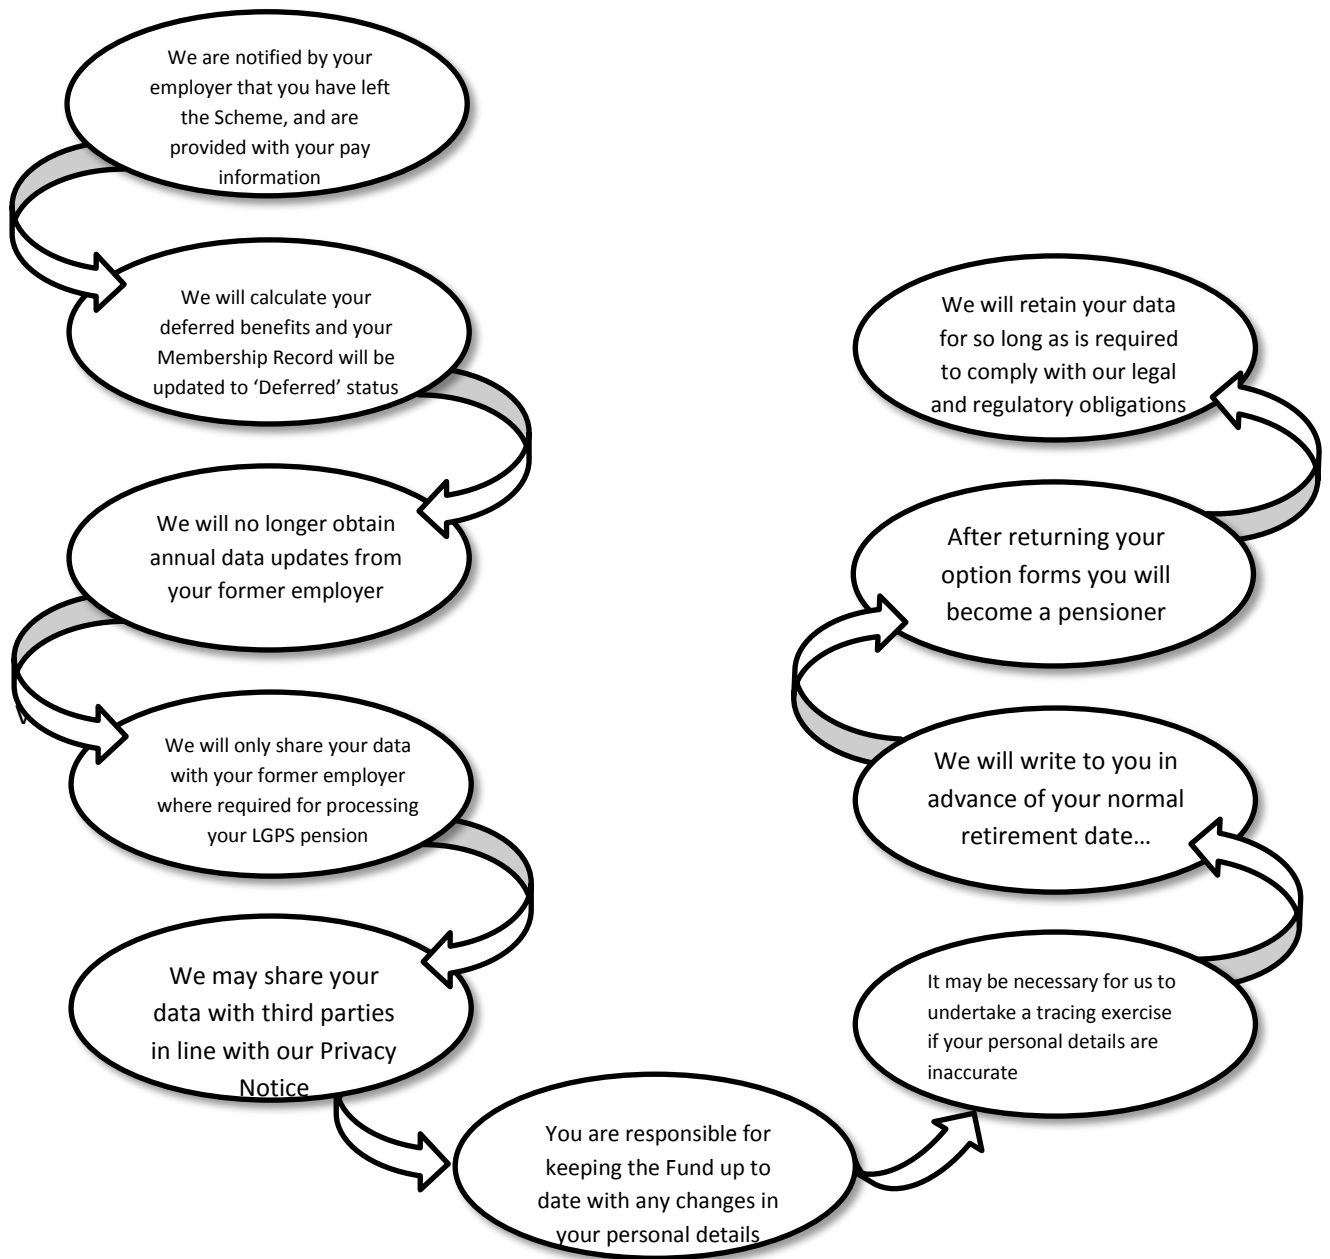 We are notified by your
employer that you have left
the Scheme, and are
provided with your pay
information
We will calculate your
deferred benefits and your
Membership Record will be
updated to ‘Deferred’ status
We will no longer obtain
annual data updates from
your former employer
We will only share your data
with your former employer
where required for processing
your LGPS pension
We may share your
data with third parties
in line with our Privacy
Notice
You are responsible for
keeping the Fund up to
date with any changes in
your personal details
It may be necessary for us to
undertake a tracing exercise
if your personal details are
inaccurate
We will write to you in
advance of your normal
retirement date…
After returning your
option forms you will
become a pensioner
We will retain your data
for so long as is required
to comply with our legal
and regulatory obligations